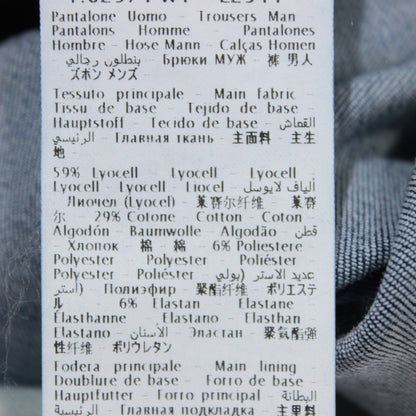 Pantalone Uomo - Trousers Man
Pantalons Homme - Pantalones
Hombre - Hose Mann - Calças Homen
- بنطلون رجالي - Брюки МУЖ - 裤 男人
ズボン メンズ -
Tessuto principale - Main fabric
Tissu de base - Tejido de base -
Hauptstoff - Tecido de base - القماش
الرئيسي - Главная ткань - 主面料 - 主生
地 -
59% Lyocell Lyocell Lyocell -
Lyocell - Lyocell - Liocel - ألياف لايوسل
- Лиочел (Lyocel) - 莱赛尔纤维 - 莱赛
尔 - 29% Cotone - Cotton - Coton -
Algodón - Baumwolle - Algodão - قطن
- Хлопок - 棉 - 綿 - 6% Poliestere -
Polyester Polyester Poliéster
Polyester - Poliéster - عديد الاستر (بولي
أستر) - Полиэфир - 聚酯纤维 - ポリエステ
ル - 6% Elastan - Elastane -
Elasthanne - Elastano - Elasthan
Elastano - الأستان - Эластан - 聚氨酯弹
性纤维 - ポリウレタン
Fodera principale - Main lining
Doublure de base - Forro de base -
Hauptfutter - Forro principal - البطانة
الرئيسية - Главная подкладка - 主里料